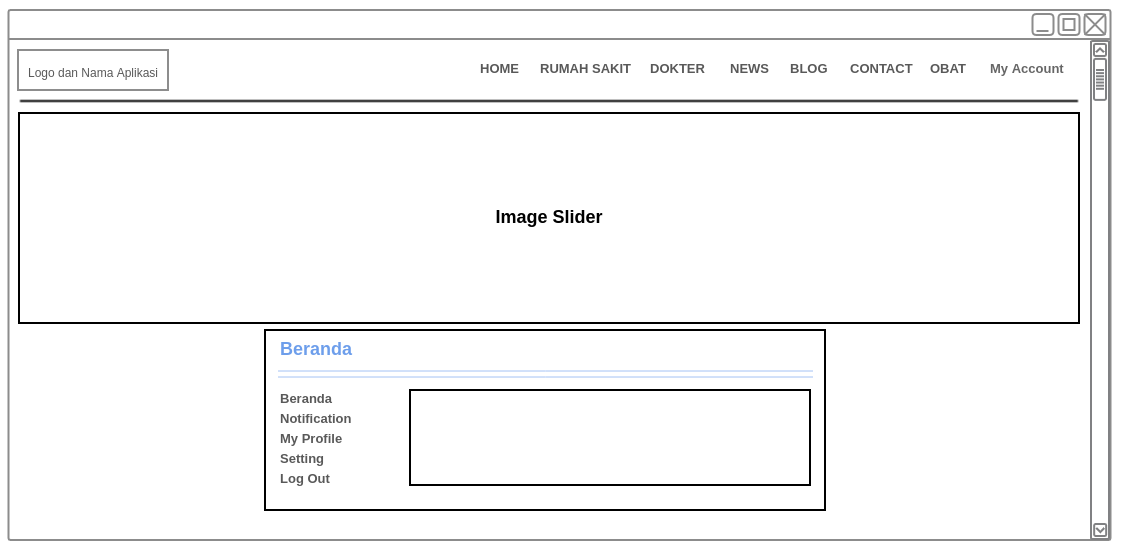 Logo dan Nama Aplikasi
HOME RUMAH SAKIT DOKTER NEWS BLOG CONTACT OBAT My Account
Image Slider
Beranda
Beranda
Notification
My Profile
Setting
Log Out